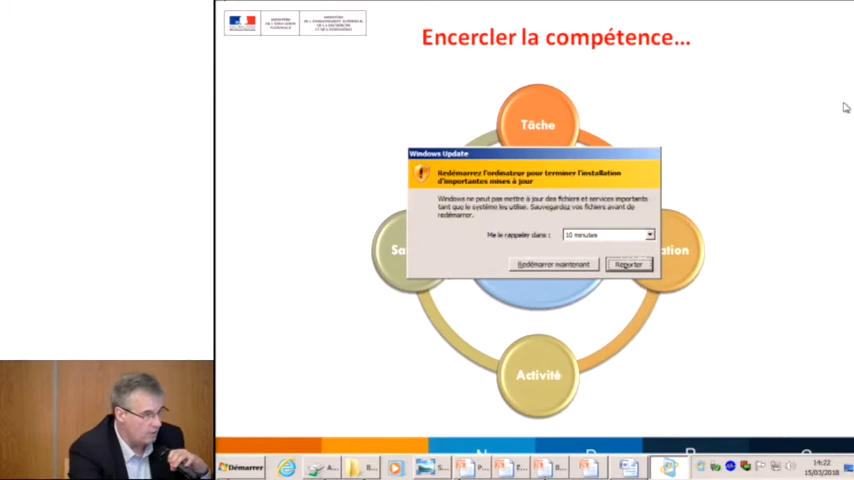 Encercler la compétence...
Tâche
Windows Update
Redémarrez l'ordinateur pour terminer l'installation
d'importantes mises à jour
Windows ne peut pas mettre à jour des fichiers et services importants
tant que le système les utilise. Sauvegardez vos fichiers avant de
redémarrer.
Me le rappeler dans : 10 minutes
Redémarrer maintenant Reporter
Activité
Démarrer
14:22
15/03/2018